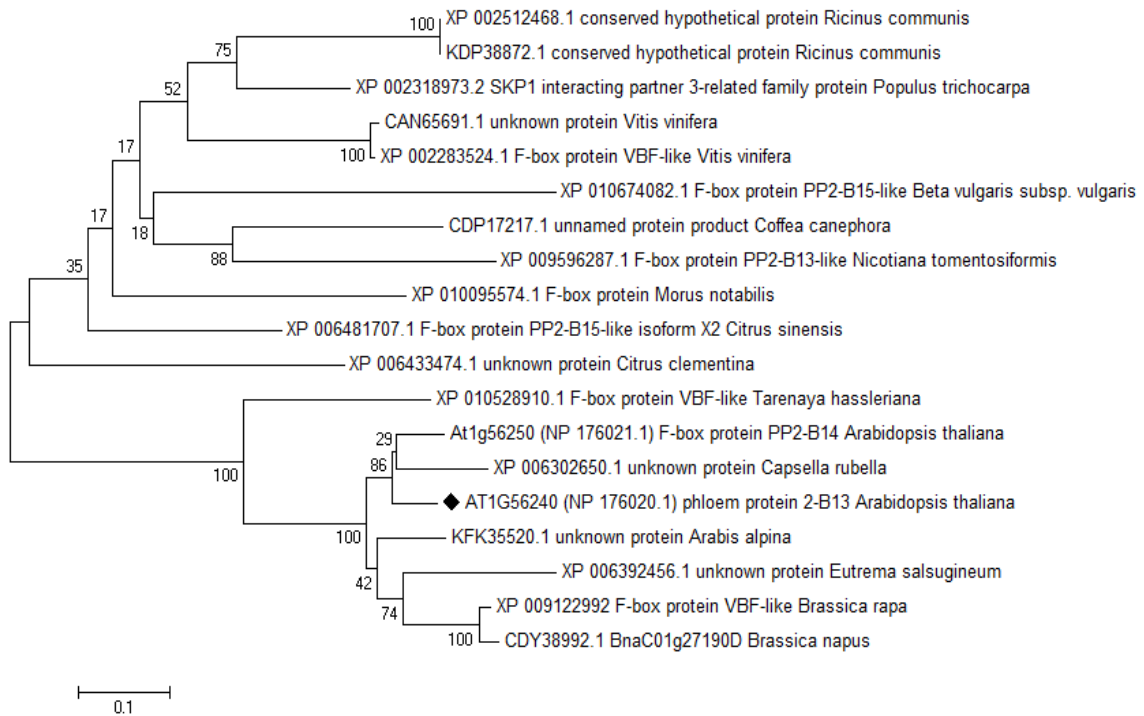 100
XP 002512468.1 conserved hypothetical protein Ricinus communis
KDP38872.1 conserved hypothetical protein Ricinus communis
75
XP 002318973.2 SKP1 interacting partner 3-related family protein Populus trichocarpa
52
CAN65691.1 unknown protein Vitis vinifera
100
XP 002283524.1 F-box protein VBF-like Vitis vinifera
17
XP 010674082.1 F-box protein PP2-B15-like Beta vulgaris subsp. vulgaris
17
18
CDP17217.1 unnamed protein product Coffea canephora
88
XP 009596287.1 F-box protein PP2-B13-like Nicotiana tomentosiformis
35
XP 010095574.1 F-box protein Morus notabilis
XP 006481707.1 F-box protein PP2-B15-like isoform X2 Citrus sinensis
XP 006433474.1 unknown protein Citrus clementina
XP 010528910.1 F-box protein VBF-like Tarenaya hassleriana
29
At1g56250 (NP 176021.1) F-box protein PP2-B14 Arabidopsis thaliana
86
XP 006302650.1 unknown protein Capsella rubella
100
AT1G56240 (NP 176020.1) phloem protein 2-B13 Arabidopsis thaliana
100
KFK35520.1 unknown protein Arabis alpina
42
XP 006392456.1 unknown protein Eutrema salsugineum
74
XP 009122992 F-box protein VBF-like Brassica rapa
100
CDY38992.1 BnaC01g27190D Brassica napus
0.1